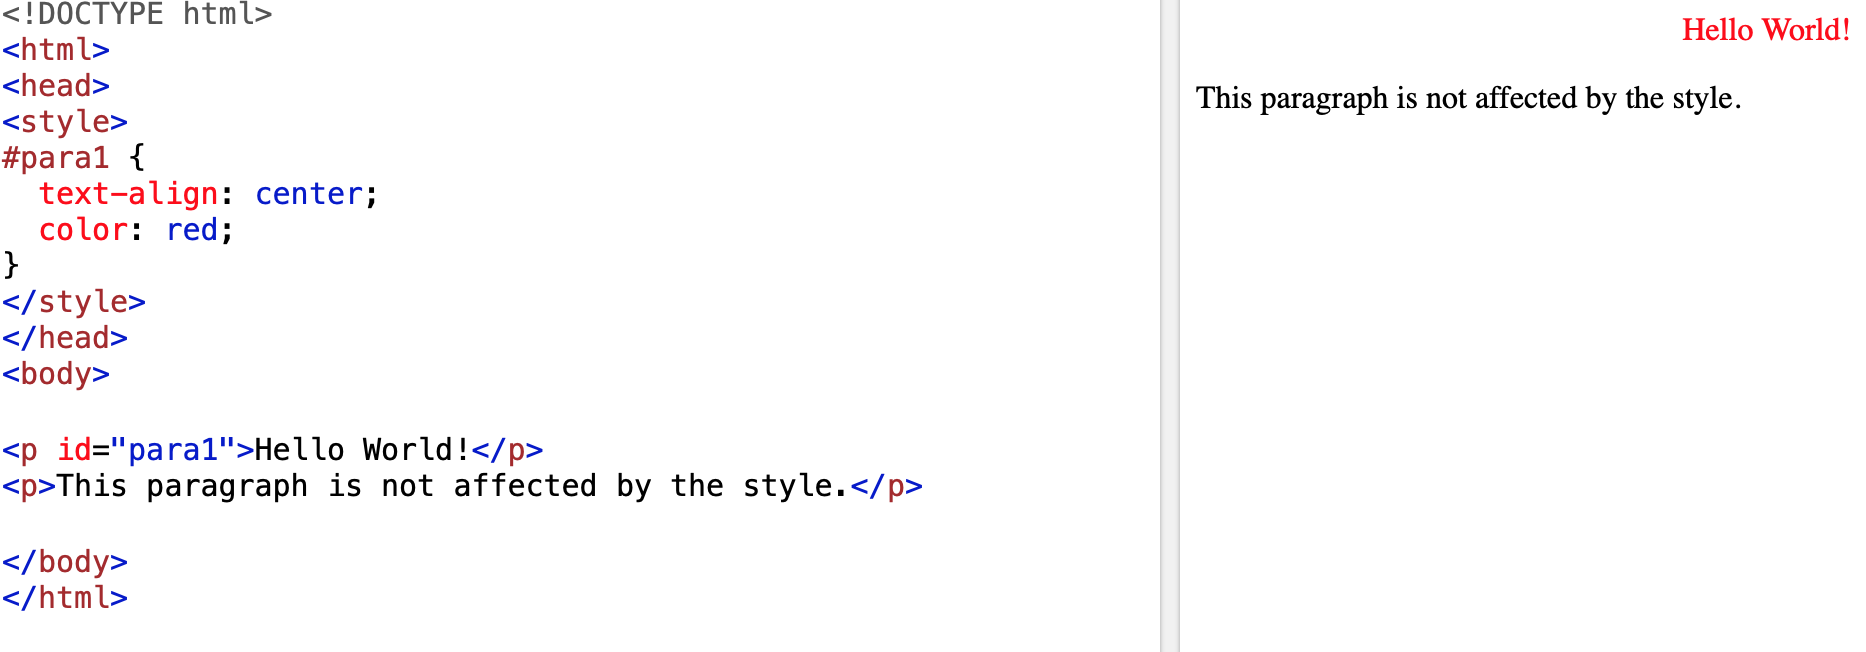 <!DOCTYPE html>
<html>
<head>
<style>
#para1 {
  text-align: center;
  color: red;
}
</style>
</head>
<body>

<p id="para1">Hello World!</p>
<p>This paragraph is not affected by the style.</p>

</body>
</html>
Hello World!
This paragraph is not affected by the style.